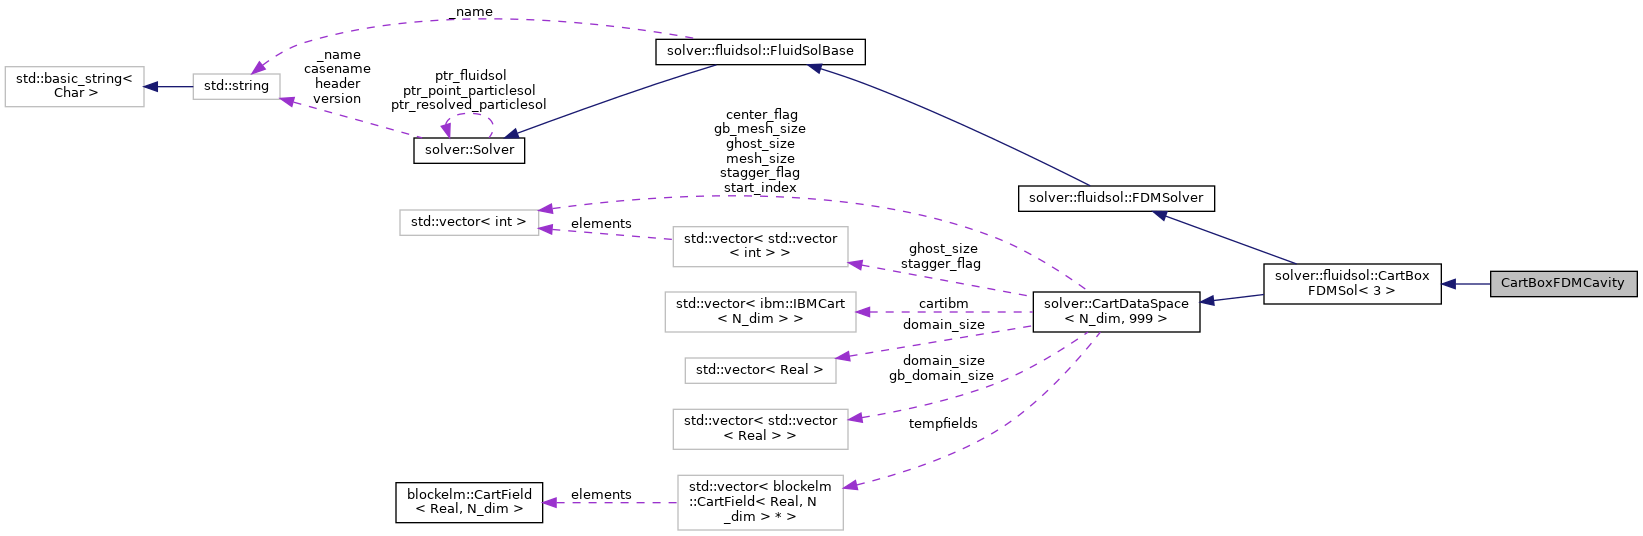 _name
solver::fluidsol::FluidSolBase
_name
casename
header
version
std::basic_string<
Char >
std::string
ptr_fluidsol
ptr_point_particlesol
ptr_resolved_particlesol
solver::Solver
center_flag
gb_mesh_size
ghost_size
mesh_size
stagger_flag
start_index
solver::fluidsol::FDMSolver
std::vector< int >
elements
std::vector< std::vector
< int > >
ghost_size
stagger_flag
solver::fluidsol::CartBox
FDMSol< 3 >
CartBoxFDMCavity
std::vector< ibm::IBMCart
< N_dim > >
cartibm
solver::CartDataSpace
< N_dim, 999 >
domain_size
std::vector< Real >
domain_size
gb_domain_size
std::vector< std::vector
< Real > >
tempfields
blockelm::CartField
< Real, N_dim >
elements
std::vector< blockelm
::CartField< Real, N
_dim > * >